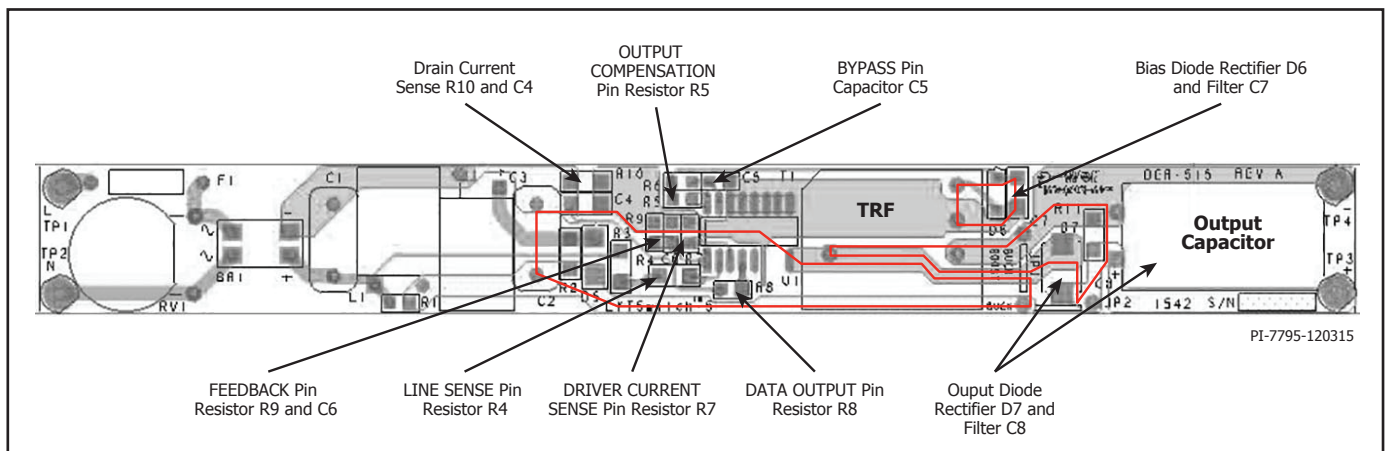 Drain Current
Sense R10 and C4
OUTPUT
COMPENSATION
Pin Resistor R5
BYPASS Pin
Capacitor C5
Bias Diode Rectifier D6
and Filter C7
F1
C1
C3
R10
C4
R6
R5
C5
T1
TRF
DER-515 REV A
R11
D7
Output
Capacitor
L
TP1
TP2
N
BR1
RV1
L1
R1
C2
R2
R3
R9
R4
R8
U1
TP4
TP3
JP2
1542 S/N
PI-7795-120315
FEEDBACK Pin
Resistor R9 and C6
LINE SENSE Pin
Resistor R4
DRIVER CURRENT
SENSE Pin Resistor R7
DATA OUTPUT Pin
Resistor R8
Ouput Diode
Rectifier D7 and
Filter C8